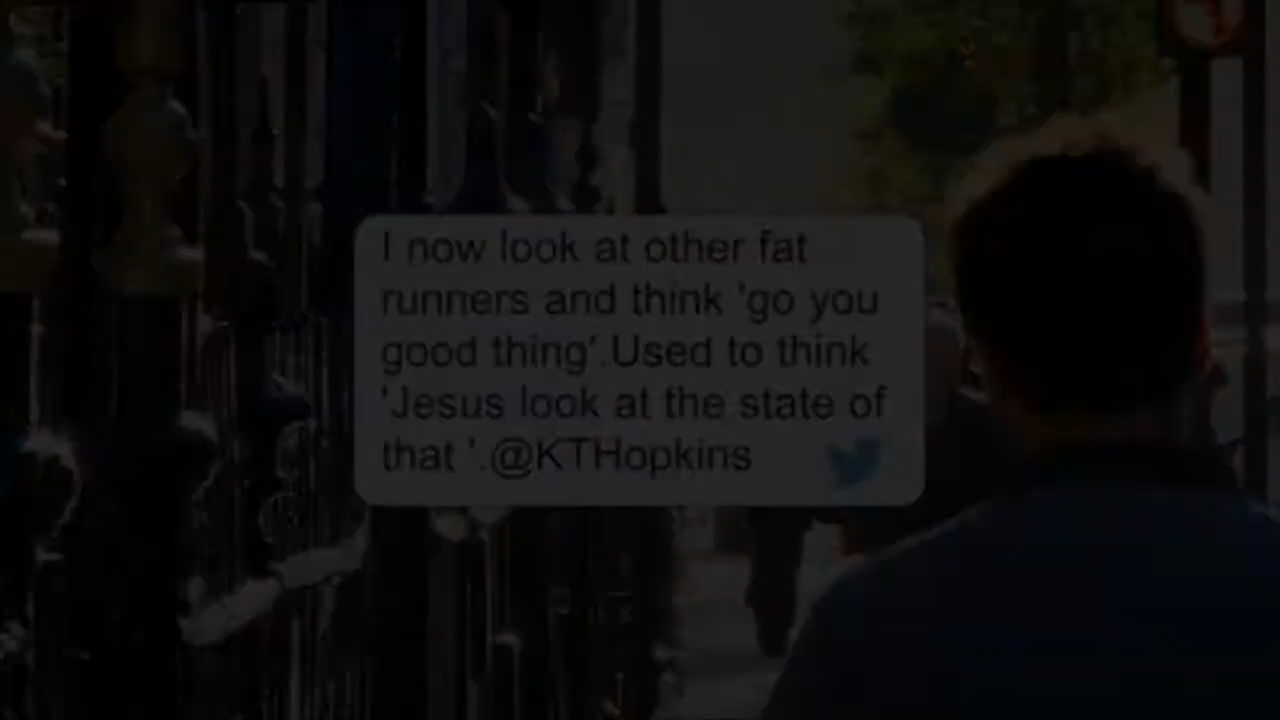 I now look at other fat
runners and think 'go you
good thing'.Used to think
'Jesus look at the state of
that '.@KTHopkins